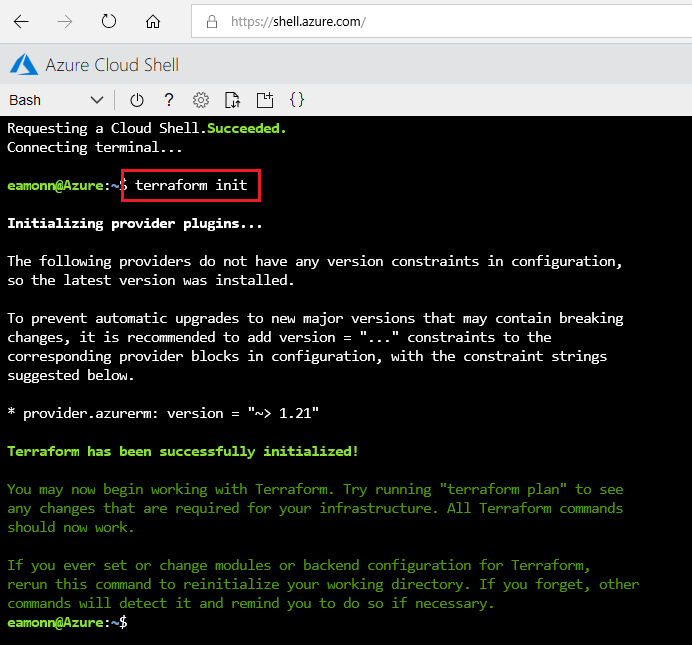 https://shell.azure.com/
Azure Cloud Shell
Bash
?
{}
Requesting a Cloud Shell.Succeeded.
Connecting terminal...
eamonn@Azure:~$ terraform init
Initializing provider plugins...
The following providers do not have any version constraints in configuration,
so the latest version was installed.
To prevent automatic upgrades to new major versions that may contain breaking
changes, it is recommended to add version = "..." constraints to the
corresponding provider blocks in configuration, with the constraint strings
suggested below.
* provider.azurerm: version = "~> 1.21"
Terraform has been successfully initialized!
You may now begin working with Terraform. Try running "terraform plan" to see
any changes that are required for your infrastructure. All Terraform commands
should now work.
If you ever set or change modules or backend configuration for Terraform,
rerun this command to reinitialize your working directory. If you forget, other
commands will detect it and remind you to do so if necessary.
eamonn@Azure:~$